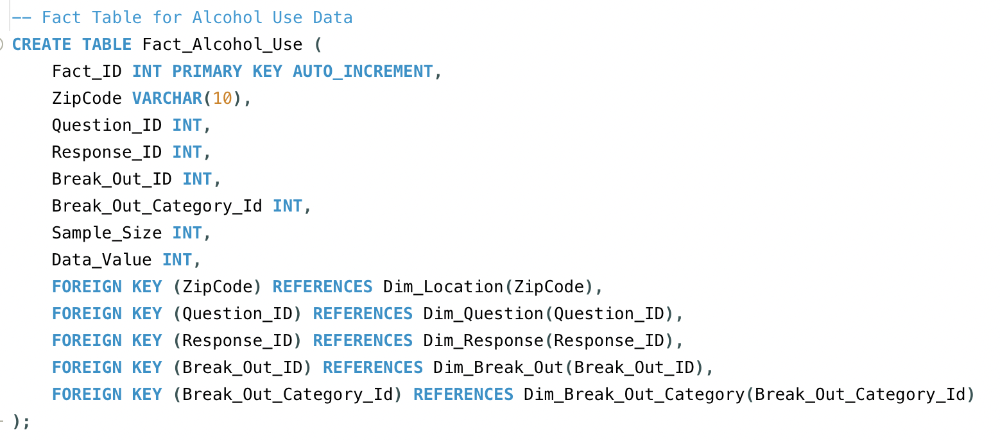 -- Fact Table for Alcohol Use Data
CREATE TABLE Fact_Alcohol_Use (
    Fact_ID INT PRIMARY KEY AUTO_INCREMENT,
    ZipCode VARCHAR(10),
    Question_ID INT,
    Response_ID INT,
    Break_Out_ID INT,
    Break_Out_Category_Id INT,
    Sample_Size INT,
    Data_Value INT,
    FOREIGN KEY (ZipCode) REFERENCES Dim_Location(ZipCode),
    FOREIGN KEY (Question_ID) REFERENCES Dim_Question(Question_ID),
    FOREIGN KEY (Response_ID) REFERENCES Dim_Response(Response_ID),
    FOREIGN KEY (Break_Out_ID) REFERENCES Dim_Break_Out(Break_Out_ID),
    FOREIGN KEY (Break_Out_Category_Id) REFERENCES Dim_Break_Out_Category(Break_Out_Category_Id)
);